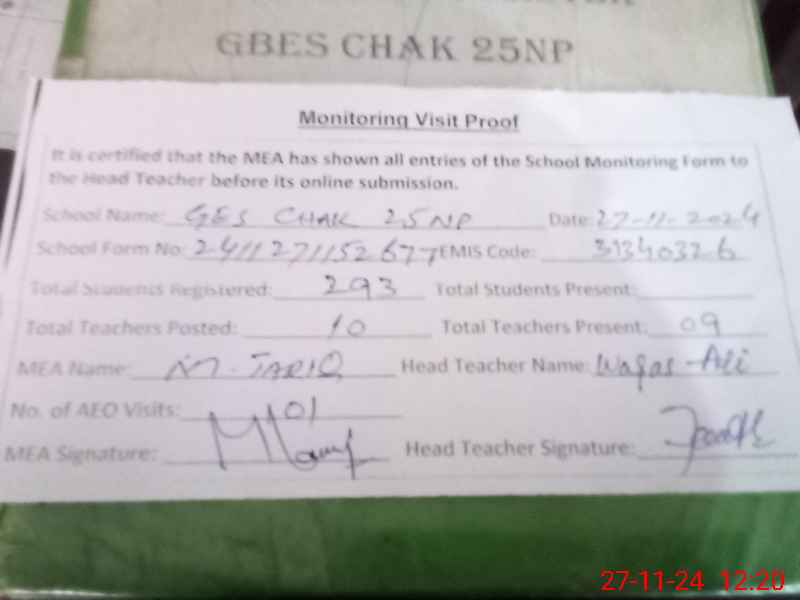 GBES CHAK 25NP
Monitoring Visit Proof
It is certified that the MEA has shown all entries of the School Monitoring Form to
the Head Teacher before its online submission.
School Name: GES CHAK 25NP Date: 27-11-2024
School Form No: 2411271152677 EMIS Code: 31340326
Total Students Registered: 293 Total Students Present:
Total Teachers Posted: 10 Total Teachers Present: 09
MEA Name: M. TARIQ Head Teacher Name: Waqas-Ali
No. of AEO Visits: 01
MEA Signature: Head Teacher Signature:
27-11-24 12:20